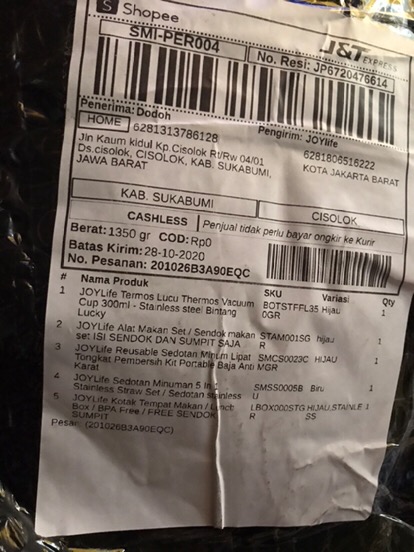 S Shopee
J&T EXPRESS
SMI-PER004
No. Resi: JP6720476614
Penerima: Dodoh
Pengirim: JOYlife
HOME 6281313786128
6281806516222
Jln Kaum kidul Kp.Cisolok Rt/Rw 04/01
KOTA JAKARTA BARAT
Ds.cisolok, CISOLOK, KAB. SUKABUMI,
JAWA BARAT
KAB. SUKABUMI
CISOLOK
CASHLESS Penjual tidak perlu bayar ongkir ke Kurir
Berat: 1350 gr COD: Rp0
Batas Kirim: 28-10-2020
No. Pesanan: 201026B3A90EQC
# Nama Produk SKU Variasi Qty
1 JOYLife Termos Lucu Thermos Vacuum BOTSTFFL35 Hijau 1
Cup 300ml - Stainless steel Bintang 0GR
Lucky
2 JOYLife Alat Makan Set / Sendok makan STAM001SG hijau 1
set ISI SENDOK DAN SUMPIT SAJA R
3 JOYLife Reusable Sedotan Minum Lipat SMCS0023C HIJAU 1
Tongkat Pembersih Kit Portable Baja Anti MGR
Karat
4 JOYLife Sedotan Minuman 5 In 1 SMSS0005B Biru 1
Stainless Straw Set / Sedotan stainless U
5 JOYLife Kotak Tempat Makan / Lunch LBOX000STG HIJAU,STAINLE 1
Box / BPA Free / FREE SENDOK SS
SUMPIT
Pesan: (201026B3A90EQC)